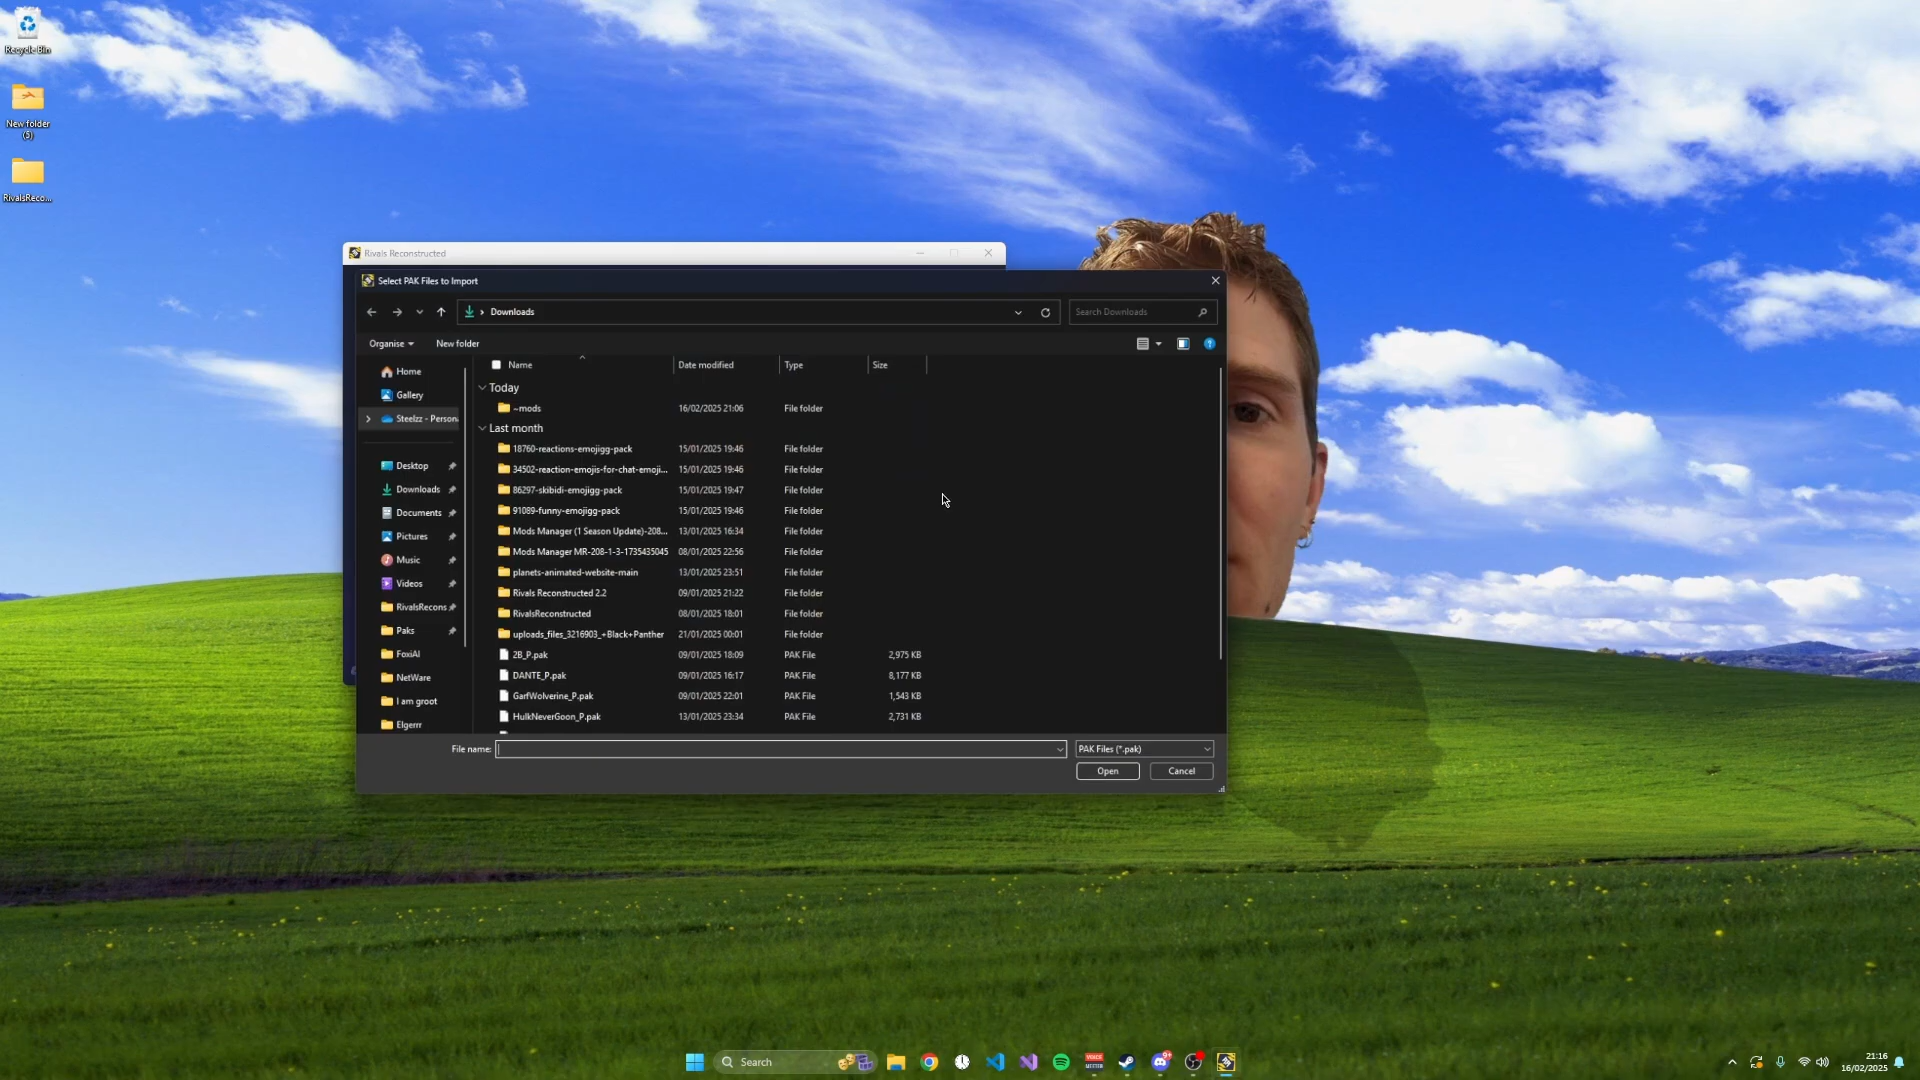 Recycle Bin
New folder
(5)
RivalsReco...
Rivals Reconstructed
Select PAK Files to Import
Downloads
Search Downloads
Organise
New folder
Name
Date modified
Type
Size
Home
Gallery
Steelzz - Person
Desktop
Downloads
Documents
Pictures
Music
Videos
RivalsRecons
Paks
FoxiAI
NetWare
I am groot
Elgerrr
Today
~mods 16/02/2025 21:06 File folder
Last month
18760-reactions-emojigg-pack 15/01/2025 19:46 File folder
34502-reaction-emojis-for-chat-emoji... 15/01/2025 19:46 File folder
86297-skibidi-emojigg-pack 15/01/2025 19:47 File folder
91089-funny-emojigg-pack 15/01/2025 19:46 File folder
Mods Manager (1 Season Update)-208... 13/01/2025 16:34 File folder
Mods Manager MR-208-1-3-1735435045 08/01/2025 22:56 File folder
planets-animated-website-main 13/01/2025 23:51 File folder
Rivals Reconstructed 2.2 09/01/2025 21:22 File folder
RivalsReconstructed 08/01/2025 18:01 File folder
uploads_files_3216903_+Black+Panther 21/01/2025 00:01 File folder
2B_P.pak 09/01/2025 18:09 PAK File 2,975 KB
DANTE_P.pak 09/01/2025 16:17 PAK File 8,177 KB
GarfWolverine_P.pak 09/01/2025 22:01 PAK File 1,543 KB
HulkNeverGoon_P.pak 13/01/2025 23:34 PAK File 2,731 KB
File name:
PAK Files (*.pak)
Open
Cancel
Search
VOICE
MEETER
9+
21:16
16/02/2025